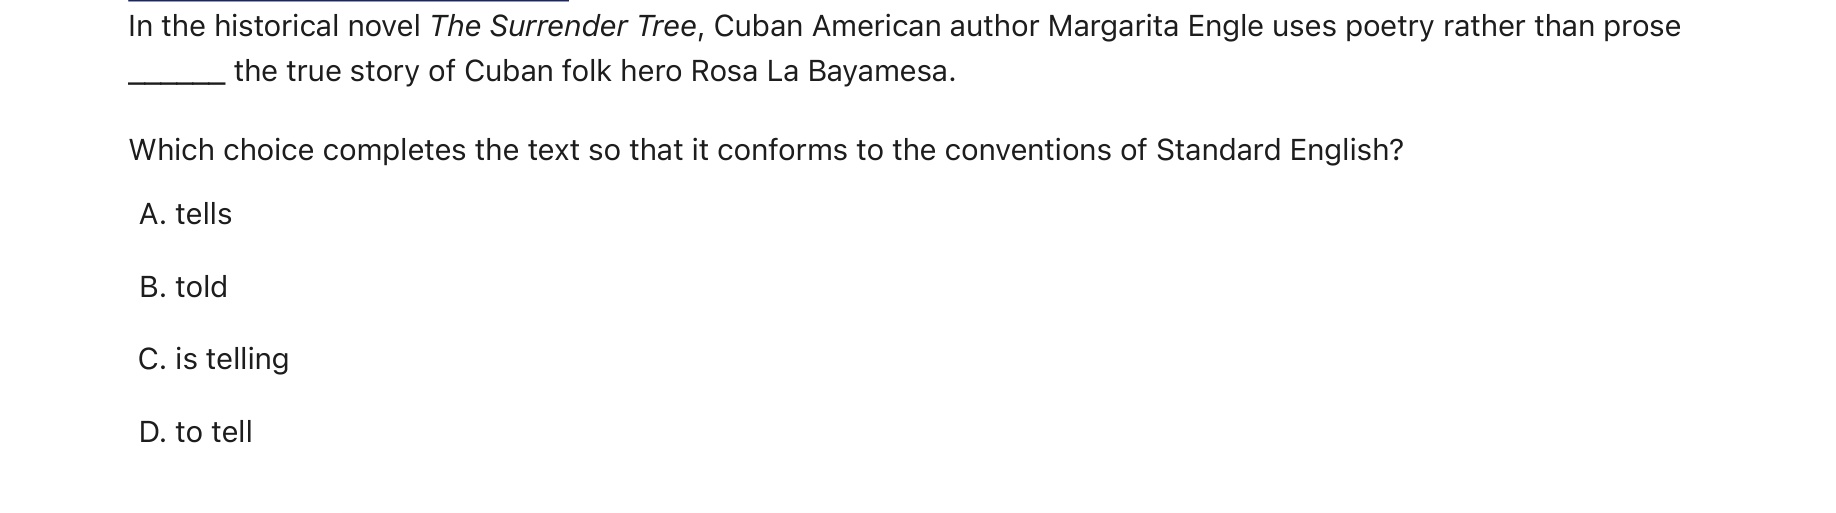 In the historical novel The Surrender Tree, Cuban American author Margarita Engle uses poetry rather than prose
______ the true story of Cuban folk hero Rosa La Bayamesa.
Which choice completes the text so that it conforms to the conventions of Standard English?
A. tells
B. told
C. is telling
D. to tell